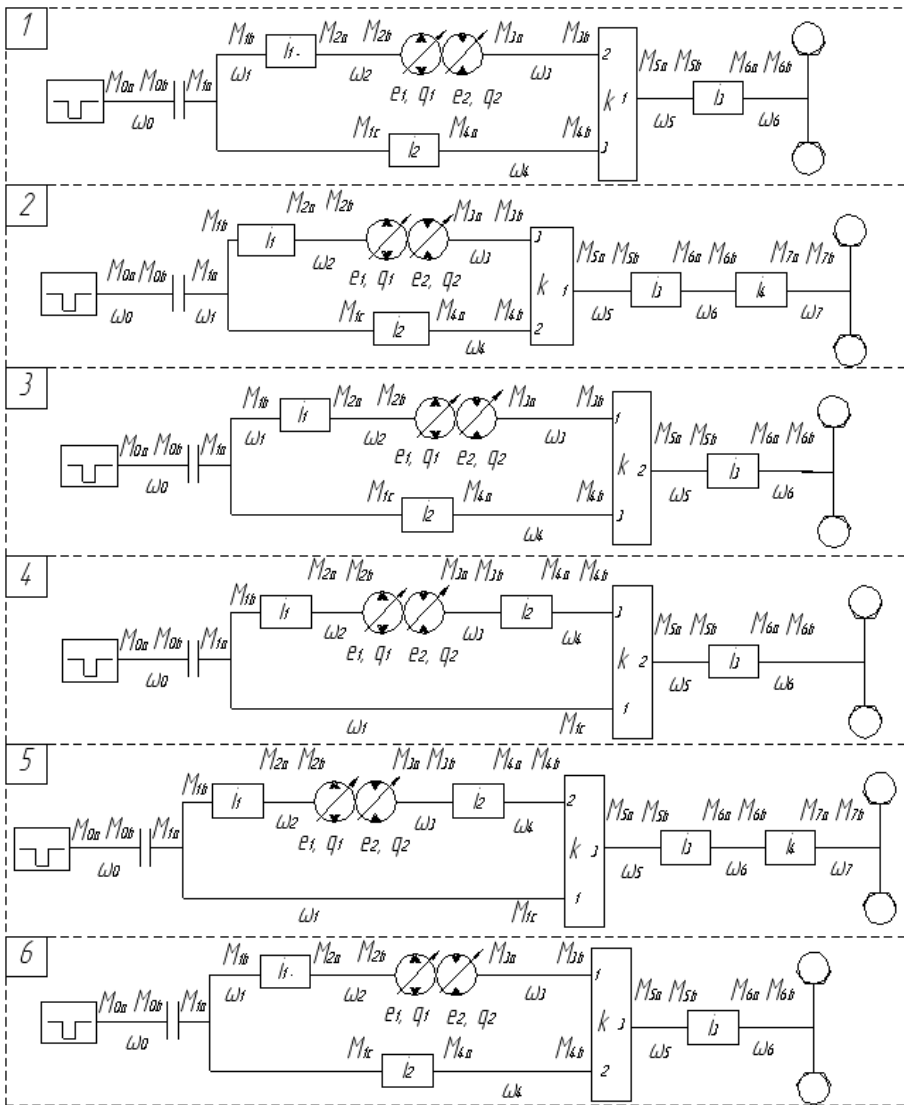 1
M1b M2a M2b M3a M3b
i1 2
M0a M0b M1a ω1 ω2 ω3 M5a M5b M6a M6b
e1, q1 e2, q2 k 1 i3
ω0 M1c M4a M4b ω5 ω6
i2 3
ω4
2
M2a M2b M3a M3b
M1b i1 3
M0a M0b M1a ω2 ω3 M5a M5b M6a M6b M7a M7b
e1, q1 e2, q2 k 1 i3 i4
ω0 ω1 M1c M4a M4b ω5 ω6 ω7
i2 2
ω4
3
M1b M2a M2b M3a M3b
i1 1
M0a M0b M1a ω1 ω2 ω3 M5a M5b M6a M6b
e1, q1 e2, q2 k 2 i3
ω0 M1c M4a M4b ω5 ω6
i2 3
ω4
4
M2a M2b M3a M3b M4a M4b
M1b i1 i2 3
M0a M0b M1a ω2 ω3 ω4 M5a M5b M6a M6b
e1, q1 e2, q2 k 2 i3
ω0 ω5 ω6
1
ω1 M1c
5
M2a M2b M3a M3b M4a M4b
M1b i1 i2 2
M0a M0b M1a ω2 ω3 ω4 M5a M5b M6a M6b M7a M7b
e1, q1 e2, q2 k 3 i3 i4
ω0 ω5 ω6 ω7
1
ω1 M1c
6
M1b M2a M2b M3a M3b
i1 1
M0a M0b M1a ω1 ω2 ω3 M5a M5b M6a M6b
e1, q1 e2, q2 k 3 i3
ω0 M1c M4a M4b ω5 ω6
i2 2
ω4